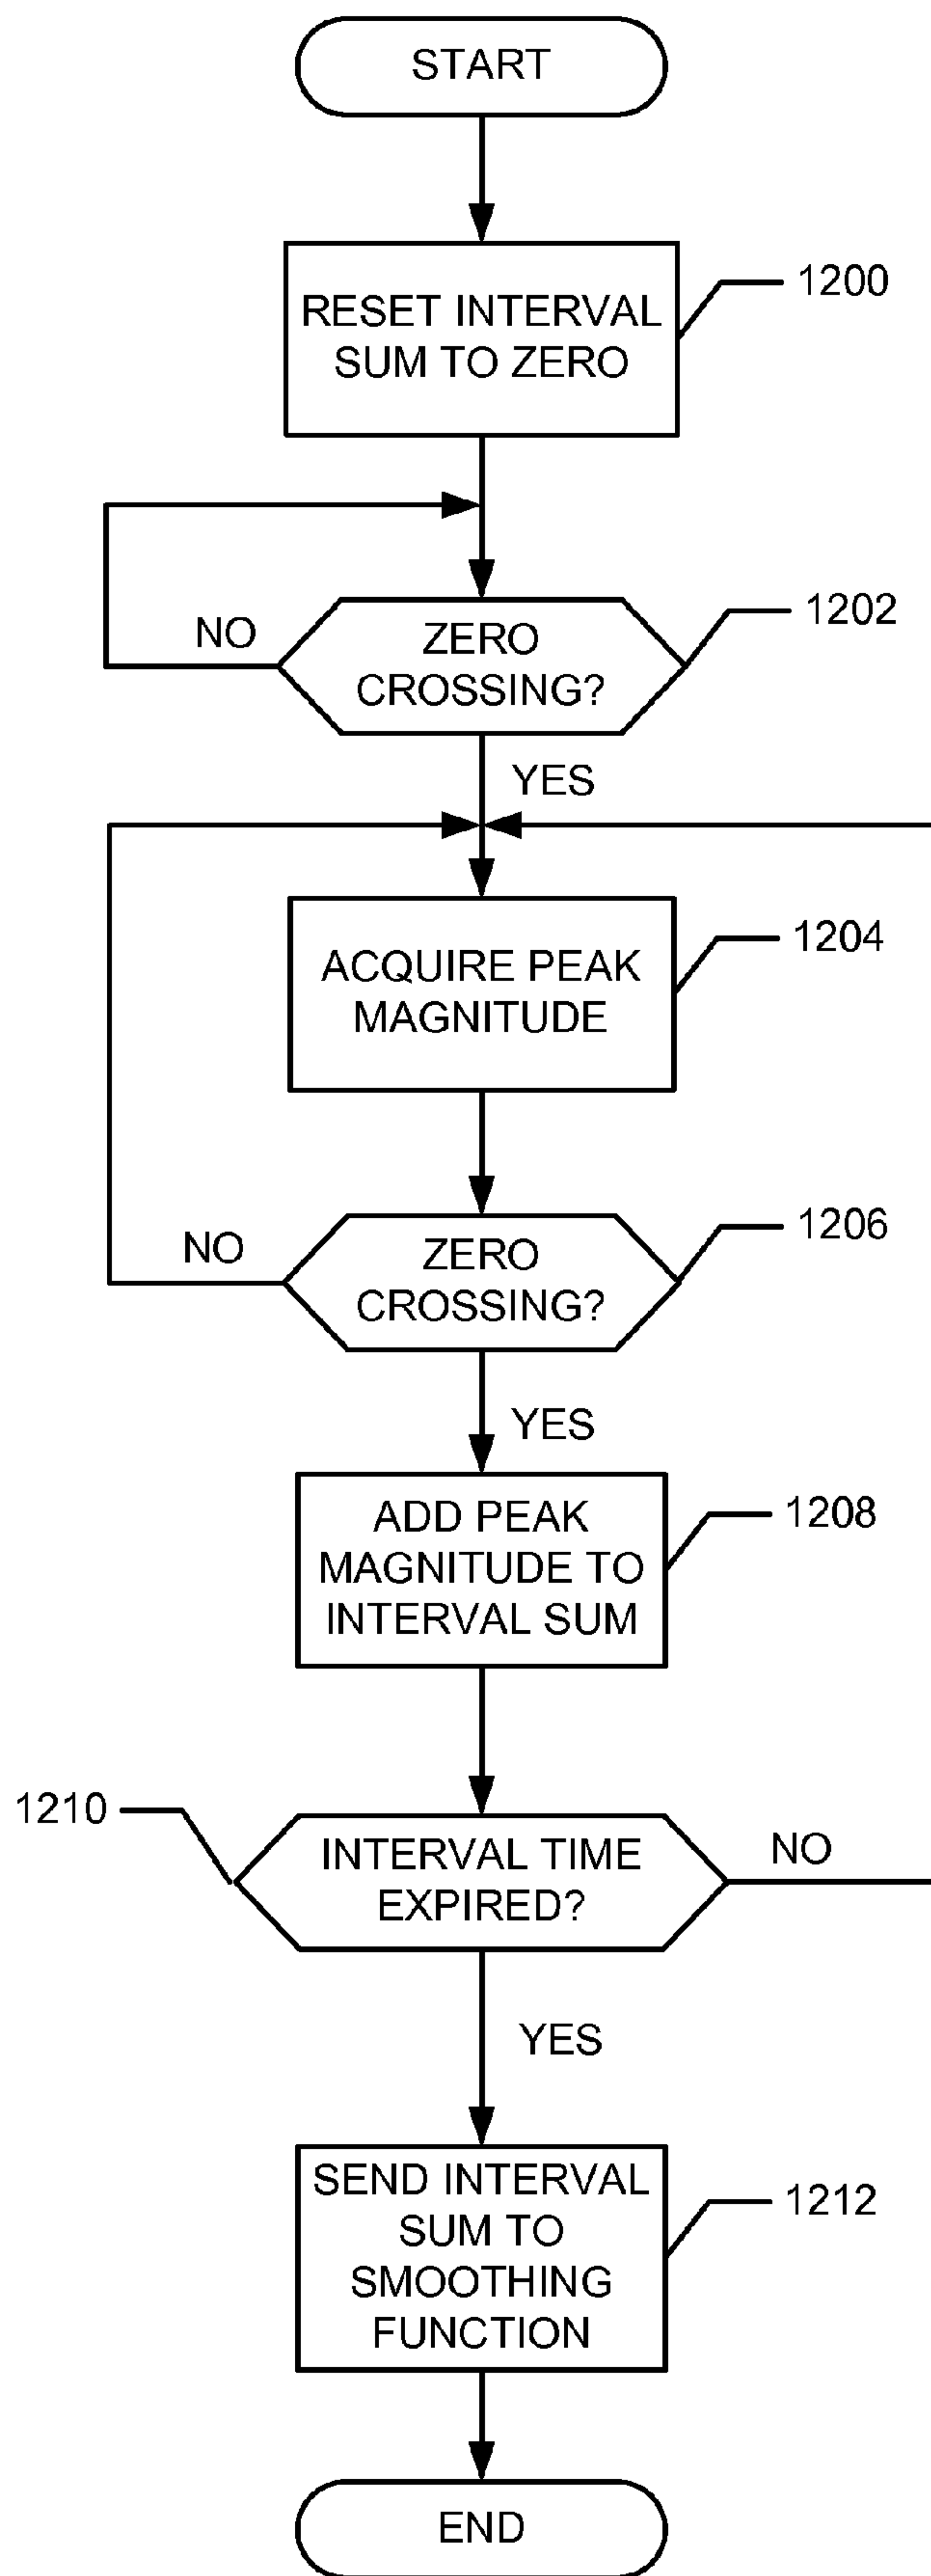 START
RESET INTERVAL
SUM TO ZERO
1200
ZERO
CROSSING?
1202
NO
YES
ACQUIRE PEAK
MAGNITUDE
1204
ZERO
CROSSING?
1206
NO
YES
ADD PEAK
MAGNITUDE TO
INTERVAL SUM
1208
1210
INTERVAL TIME
EXPIRED?
NO
YES
SEND INTERVAL
SUM TO
SMOOTHING
FUNCTION
1212
END